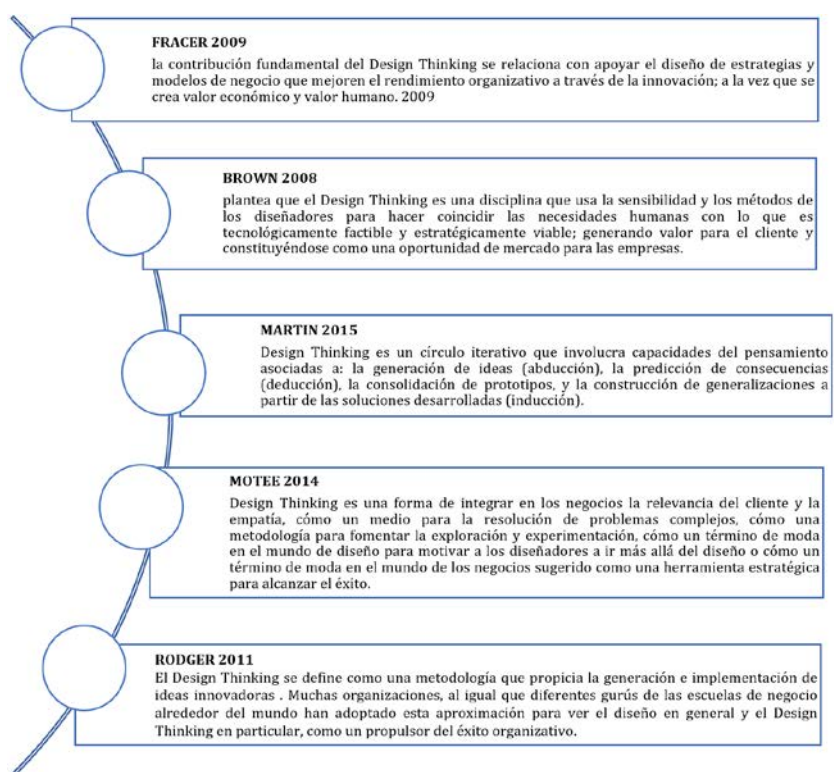 FRACER 2009
la contribución fundamental del Design Thinking se relaciona con apoyar el diseño de estrategias y
modelos de negocio que mejoren el rendimiento organizativo a través de la innovación; a la vez que se
crea valor económico y valor humano. 2009
BROWN 2008
plantea que el Design Thinking es una disciplina que usa la sensibilidad y los métodos de
los diseñadores para hacer coincidir las necesidades humanas con lo que es
tecnológicamente factible y estratégicamente viable; generando valor para el cliente y
constituyéndose como una oportunidad de mercado para las empresas.
MARTIN 2015
Design Thinking es un círculo iterativo que involucra capacidades del pensamiento
asociadas a: la generación de ideas (abducción), la predicción de consecuencias
(deducción), la consolidación de prototipos, y la construcción de generalizaciones a
partir de las soluciones desarrolladas (inducción).
MOTEE 2014
Design Thinking es una forma de integrar en los negocios la relevancia del cliente y la
empatía, cómo un medio para la resolución de problemas complejos, cómo una
metodología para fomentar la exploración y experimentación, cómo un término de moda
en el mundo de diseño para motivar a los diseñadores a ir más allá del diseño o cómo un
término de moda en el mundo de los negocios sugerido como una herramienta estratégica
para alcanzar el éxito.
RODGER 2011
El Design Thinking se define como una metodología que propicia la generación e implementación de
ideas innovadoras . Muchas organizaciones, al igual que diferentes gurús de las escuelas de negocio
alrededor del mundo han adoptado esta aproximación para ver el diseño en general y el Design
Thinking en particular, como un propulsor del éxito organizativo.